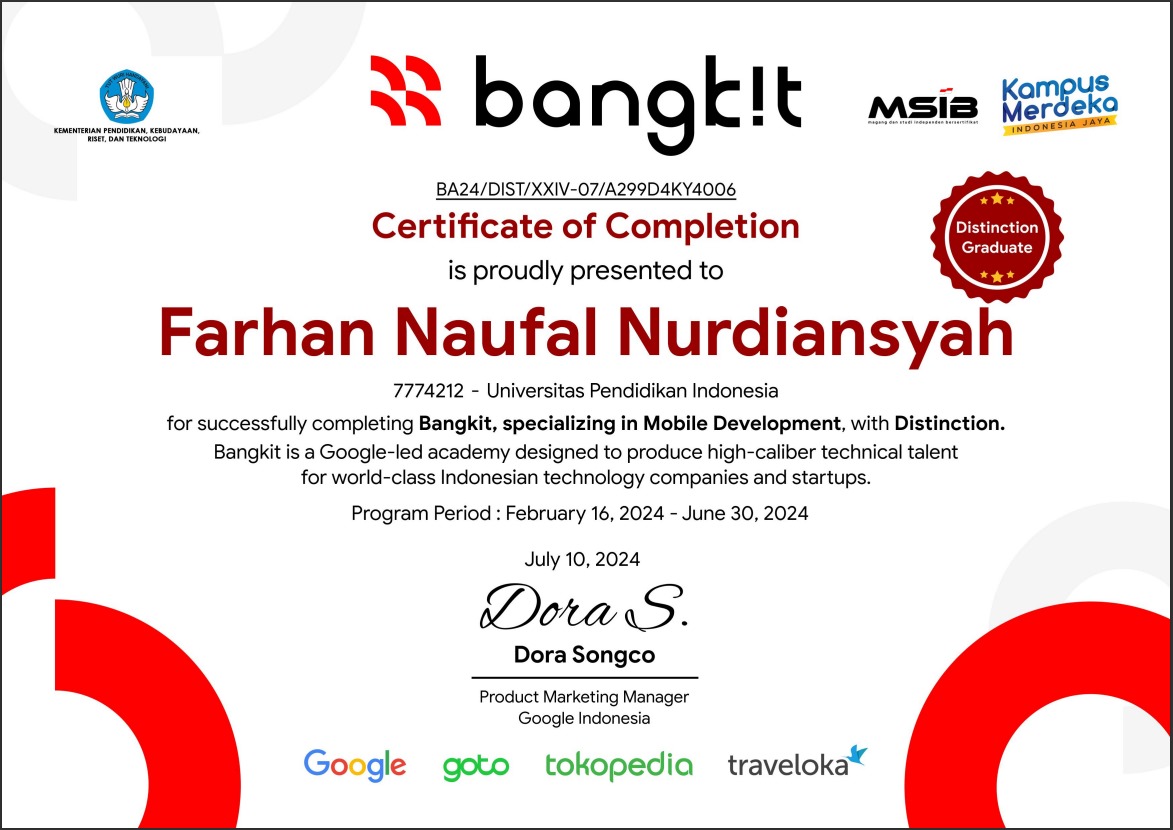 KEMENTERIAN PENDIDIKAN, KEBUDAYAAN,
RISET, DAN TEKNOLOGI
bangk!t
MSIB
magang dan studi independen bersertifikat
Kampus
Merdeka
INDONESIA JAYA
BA24/DIST/XXIV-07/A299D4KY4006
Certificate of Completion
is proudly presented to
Distinction
Graduate
Farhan Naufal Nurdiansyah
7774212 - Universitas Pendidikan Indonesia
for successfully completing Bangkit, specializing in Mobile Development, with Distinction.
Bangkit is a Google-led academy designed to produce high-caliber technical talent
for world-class Indonesian technology companies and startups.
Program Period : February 16, 2024 - June 30, 2024
July 10, 2024
Dora S.
Dora Songco
Product Marketing Manager
Google Indonesia
Google goto tokopedia traveloka